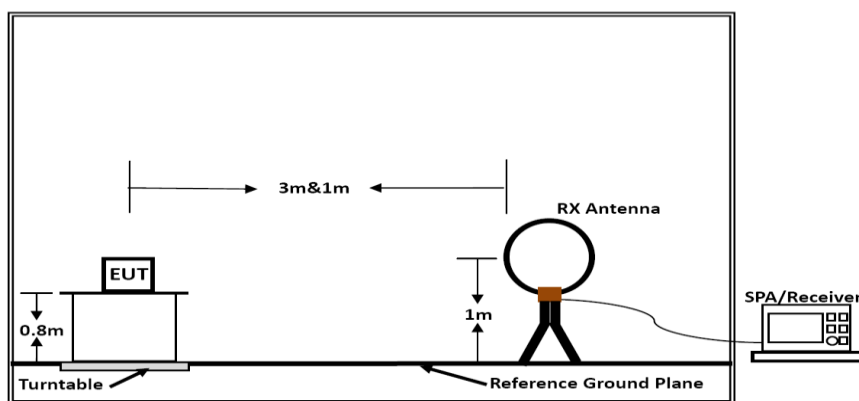 3m&1m
RX Antenna
EUT
SPA/Receiver
0.8m
1m
Turntable
Reference Ground Plane